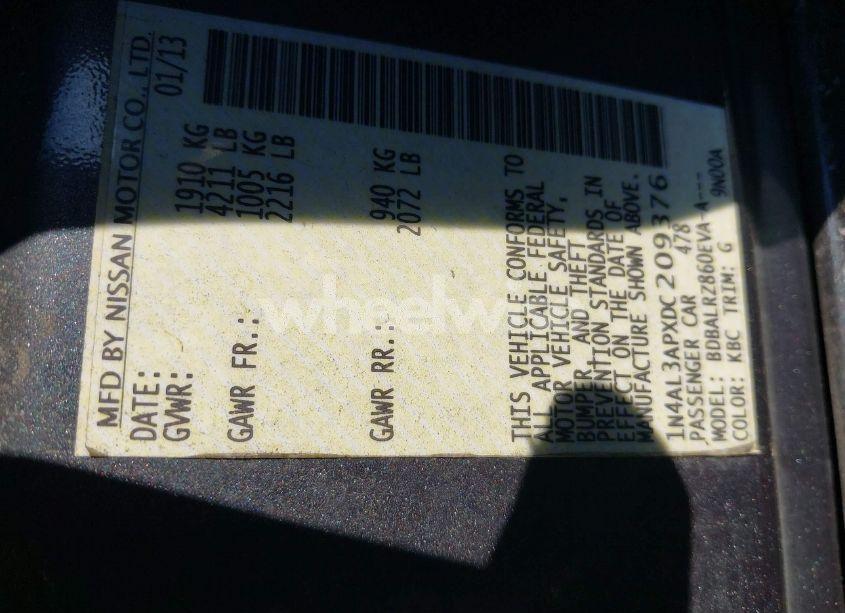 MFD BY NISSAN MOTOR CO., LTD.
DATE: 01/13
GVWR: 1910 KG
4211 LB
GAWR FR.: 1005 KG
2216 LB
GAWR RR.: 940 KG
2072 LB
THIS VEHICLE CONFORMS TO
ALL APPLICABLE FEDERAL
MOTOR VEHICLE SAFETY,
BUMPER AND THEFT
PREVENTION STANDARDS IN
EFFECT ON THE DATE OF
MANUFACTURE SHOWN ABOVE.
1N4AL3APXDC209376
PASSENGER CAR 478
MODEL: BDBALRZ860EVA-A---
COLOR: KBC TRIM: G 9N00A